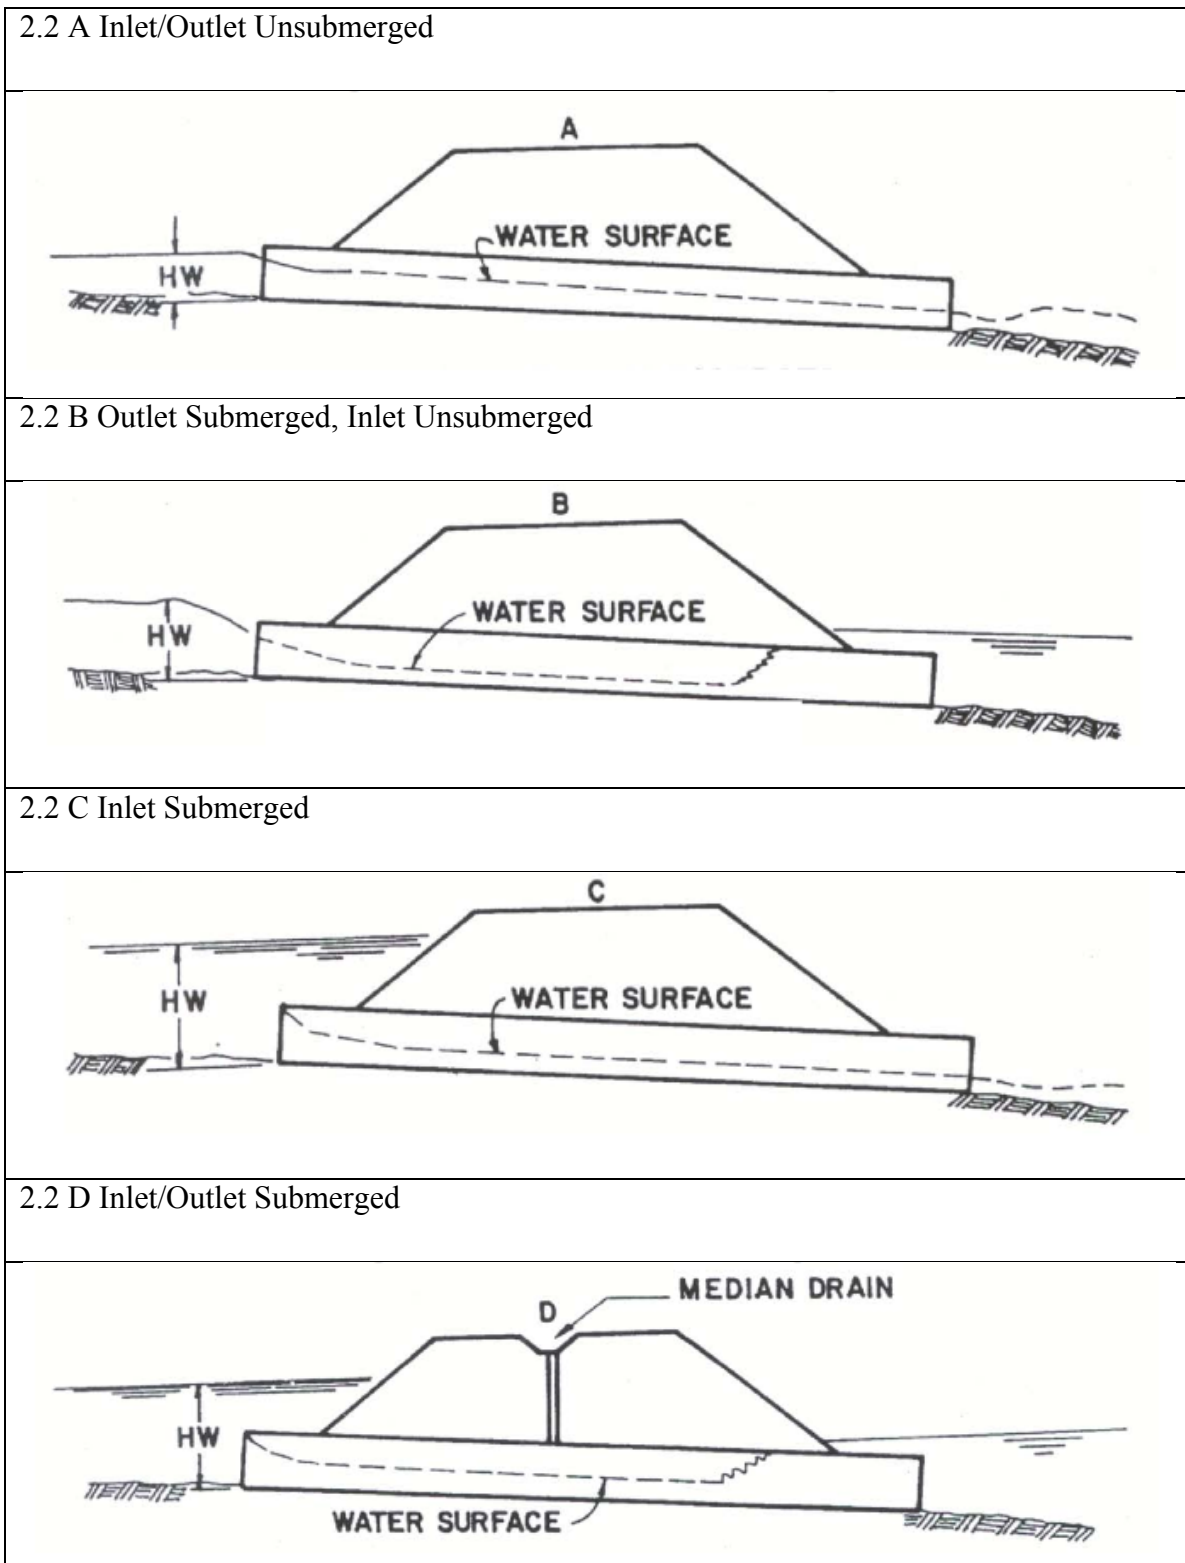 2.2 A Inlet/Outlet Unsubmerged
A
WATER SURFACE
HW
2.2 B Outlet Submerged, Inlet Unsubmerged
B
WATER SURFACE
HW
2.2 C Inlet Submerged
C
WATER SURFACE
HW
2.2 D Inlet/Outlet Submerged
MEDIAN DRAIN
D
HW
WATER SURFACE